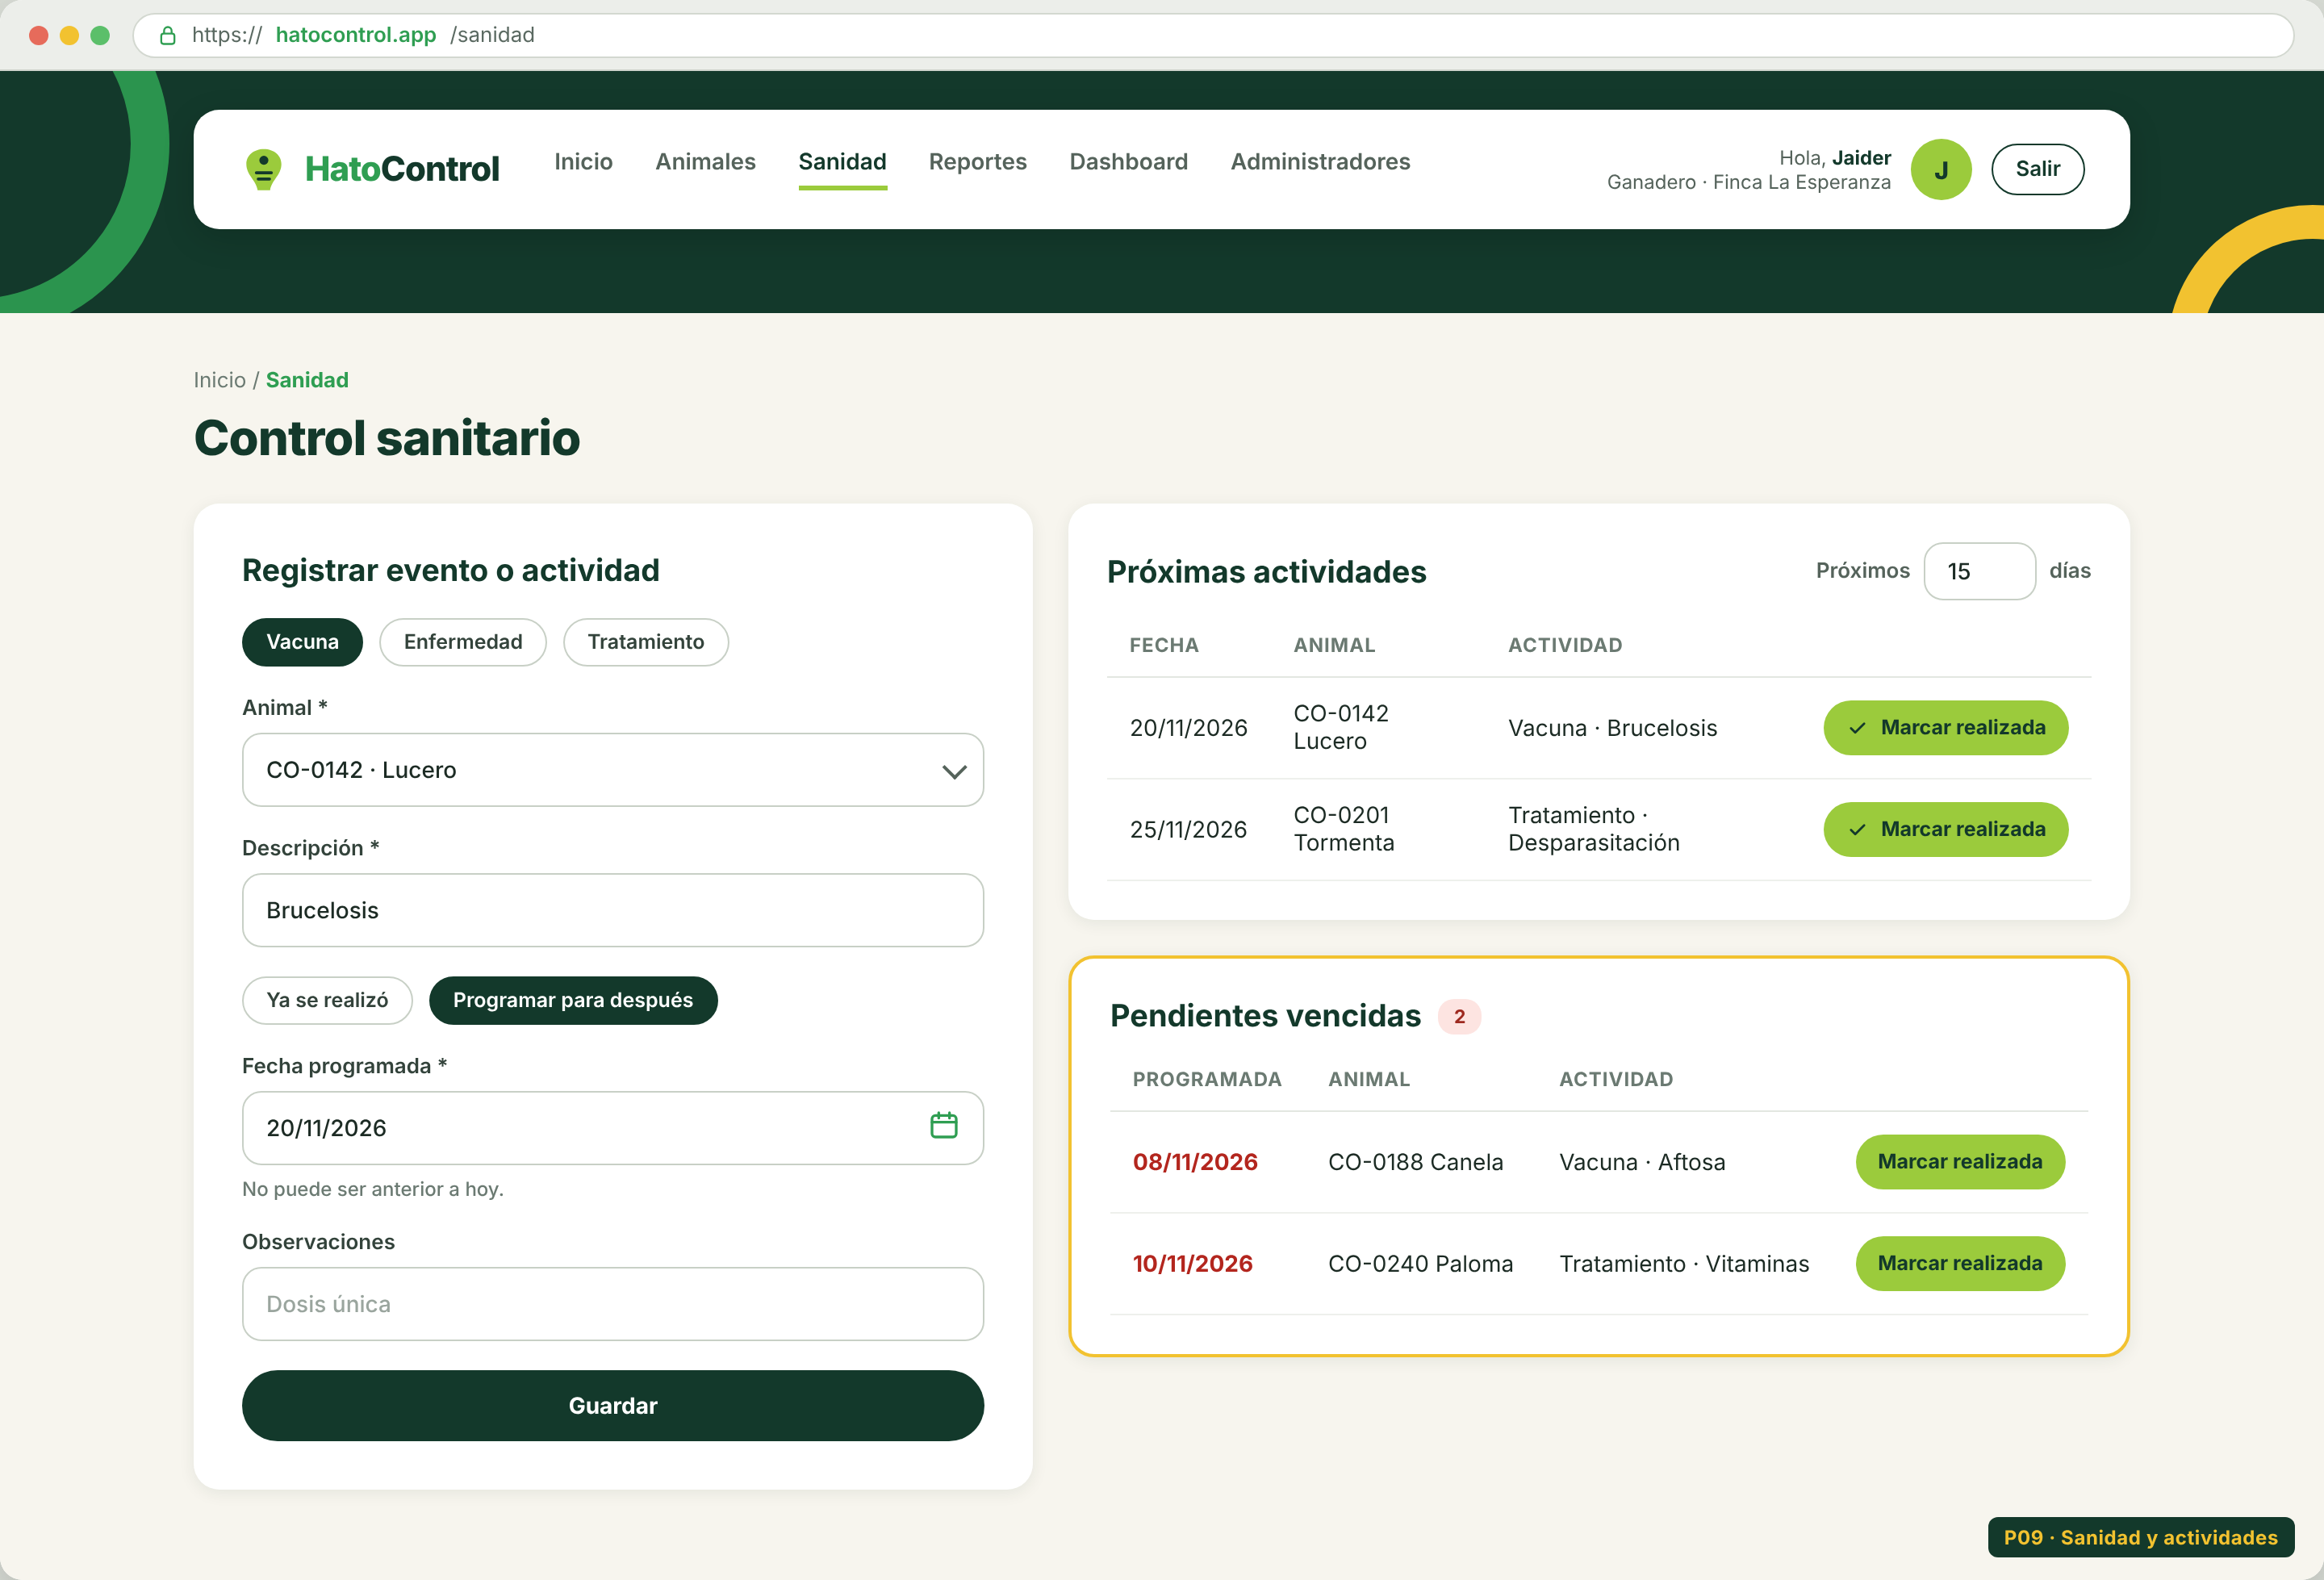 https:// hatocontrol.app /sanidad
HatoControl
Inicio
Animales
Sanidad
Reportes
Dashboard
Administradores
Hola, Jaider
Ganadero · Finca La Esperanza
J
Salir
Inicio / Sanidad
Control sanitario
Registrar evento o actividad
Vacuna
Enfermedad
Tratamiento
Animal *
CO-0142 · Lucero
Descripción *
Brucelosis
Ya se realizó
Programar para después
Fecha programada *
20/11/2026
No puede ser anterior a hoy.
Observaciones
Dosis única
Guardar
Próximas actividades
Próximos 15 días
FECHA ANIMAL ACTIVIDAD
20/11/2026
CO-0142
Lucero
Vacuna · Brucelosis
Marcar realizada
25/11/2026
CO-0201
Tormenta
Tratamiento ·
Desparasitación
Marcar realizada
Pendientes vencidas 2
PROGRAMADA ANIMAL ACTIVIDAD
08/11/2026 CO-0188 Canela Vacuna · Aftosa Marcar realizada
10/11/2026 CO-0240 Paloma Tratamiento · Vitaminas Marcar realizada
P09 · Sanidad y actividades